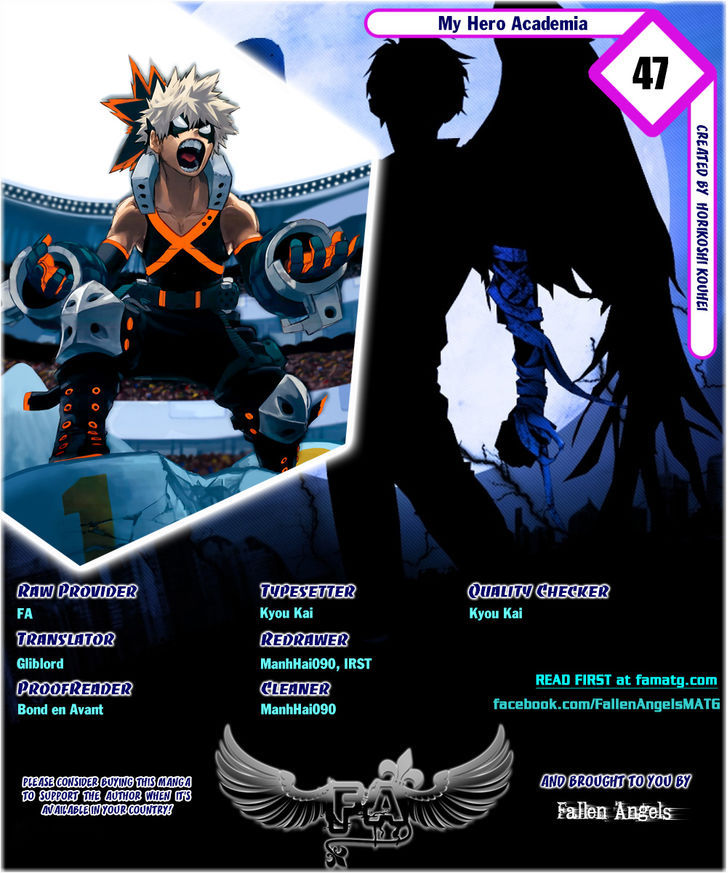 My Hero Academia
47
CREATED BY HORIKOSHI KOUHEI
1
Raw Provider
FA
Translator
Gliblord
ProofReader
Bond en Avant
Typesetter
Kyou Kai
Redrawer
ManhHai090, IRST
Cleaner
ManhHai090
Quality Checker
Kyou Kai
READ FIRST at famatg.com
facebook.com/FallenAngelsMATG
PLEASE CONSIDER BUYING THIS MANGA
TO SUPPORT THE AUTHOR WHEN IT'S
AVAILABLE IN YOUR COUNTRY!
FA
AND BROUGHT TO YOU BY
Fallen Angels